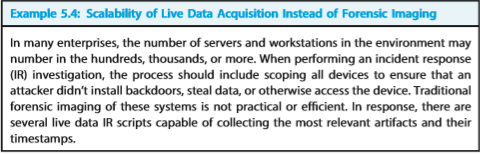 Example 5.4: Scalability of Live Data Acquisition Instead of Forensic Imaging
In many enterprises, the number of servers and workstations in the environment may
number in the hundreds, thousands, or more. When performing an incident response
(IR) investigation, the process should include scoping all devices to ensure that an
attacker didn't install backdoors, steal data, or otherwise access the device. Traditional
forensic imaging of these systems is not practical or efficient. In response, there are
several live data IR scripts capable of collecting the most relevant artifacts and their
timestamps.